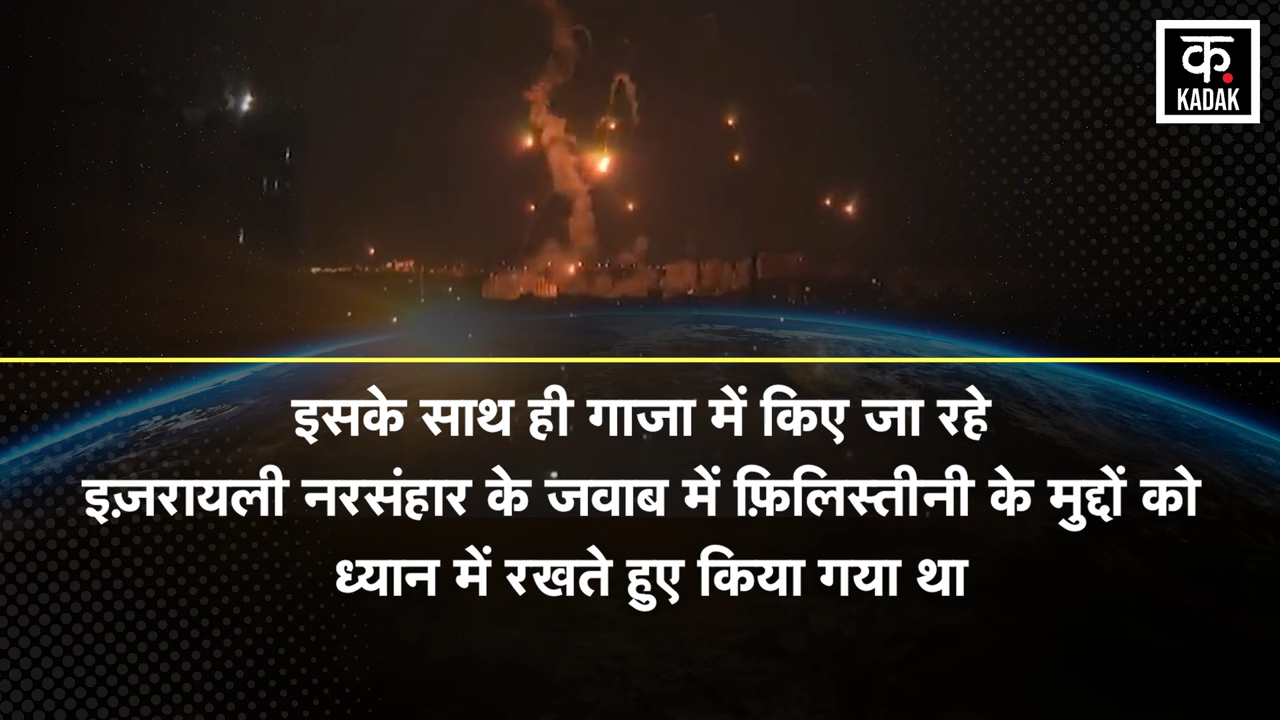 क.
KADAK
इसके साथ ही गाजा में किए जा रहे
इज़रायली नरसंहार के जवाब में फ़िलिस्तीनी के मुद्दों को
ध्यान में रखते हुए किया गया था